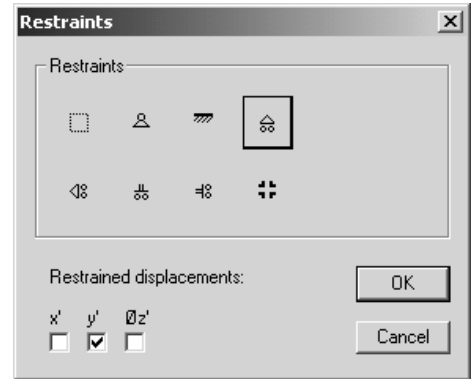 Restraints
Restraints
Restrained displacements:
x' y' Øz'
OK
Cancel